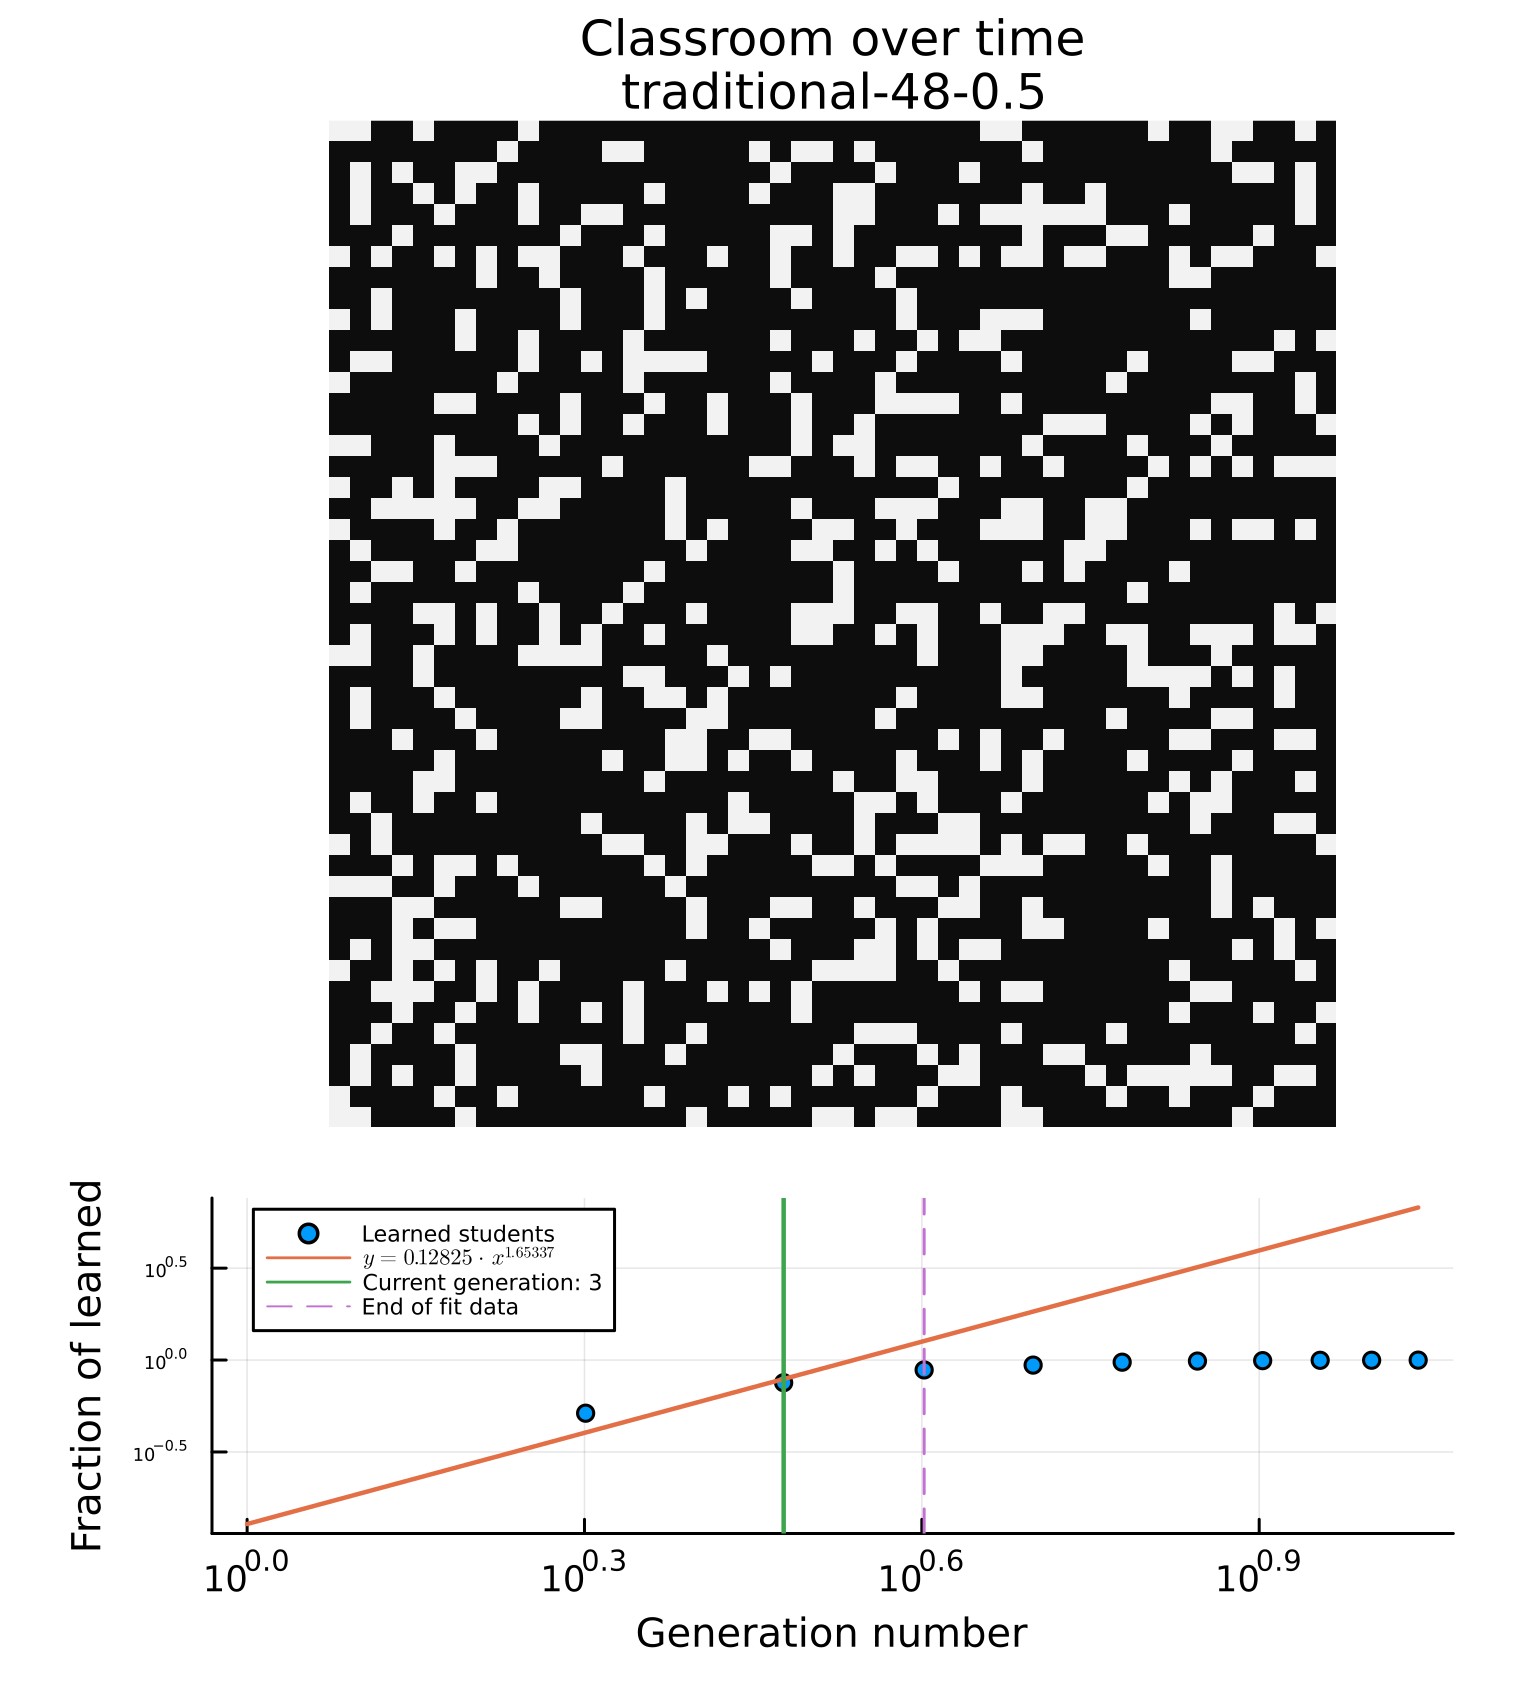 Classroom over time
traditional-48-0.5
Fraction of learned
Learned students
y = 0.12825 · x^1.65337
Current generation: 3
End of fit data
10^0.5
10^0.0
10^−0.5
10^0.0 10^0.3 10^0.6 10^0.9
Generation number